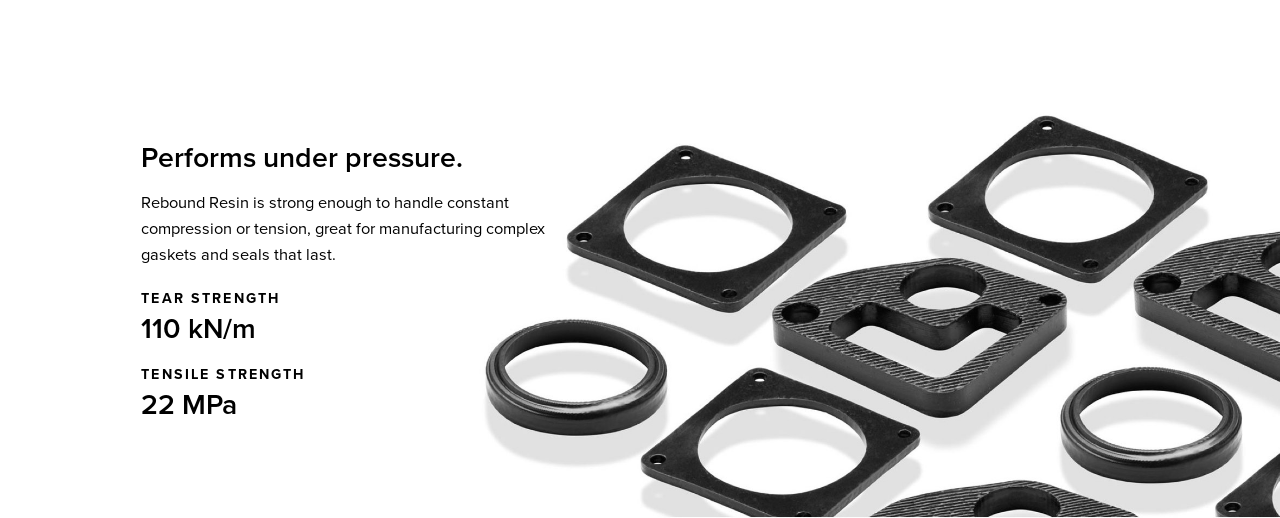 Performs under pressure.
Rebound Resin is strong enough to handle constant
compression or tension, great for manufacturing complex
gaskets and seals that last.
TEAR STRENGTH
110 kN/m
TENSILE STRENGTH
22 MPa